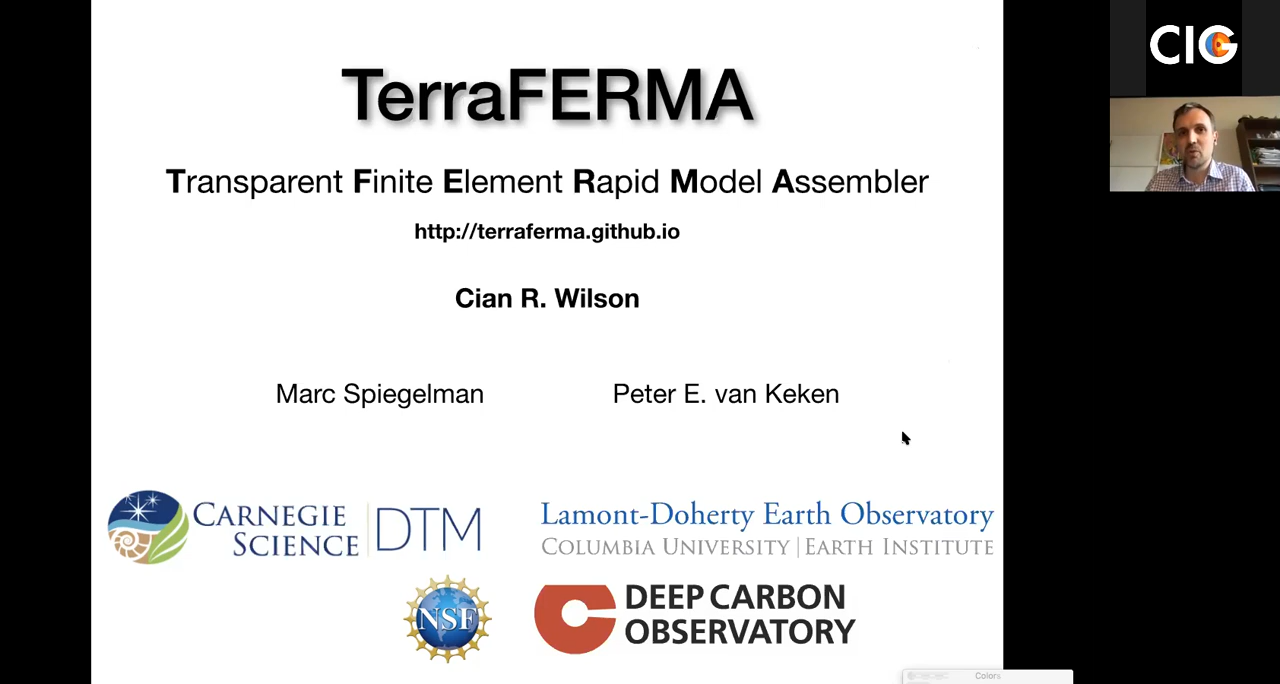 TerraFERMA
Transparent Finite Element Rapid Model Assembler
http://terraferma.github.io
Cian R. Wilson
Marc Spiegelman
Peter E. van Keken
CARNEGIE SCIENCE
DTM
Lamont-Doherty Earth Observatory
COLUMBIA UNIVERSITY | EARTH INSTITUTE
NSF
DEEP CARBON
OBSERVATORY
Colors
CIG